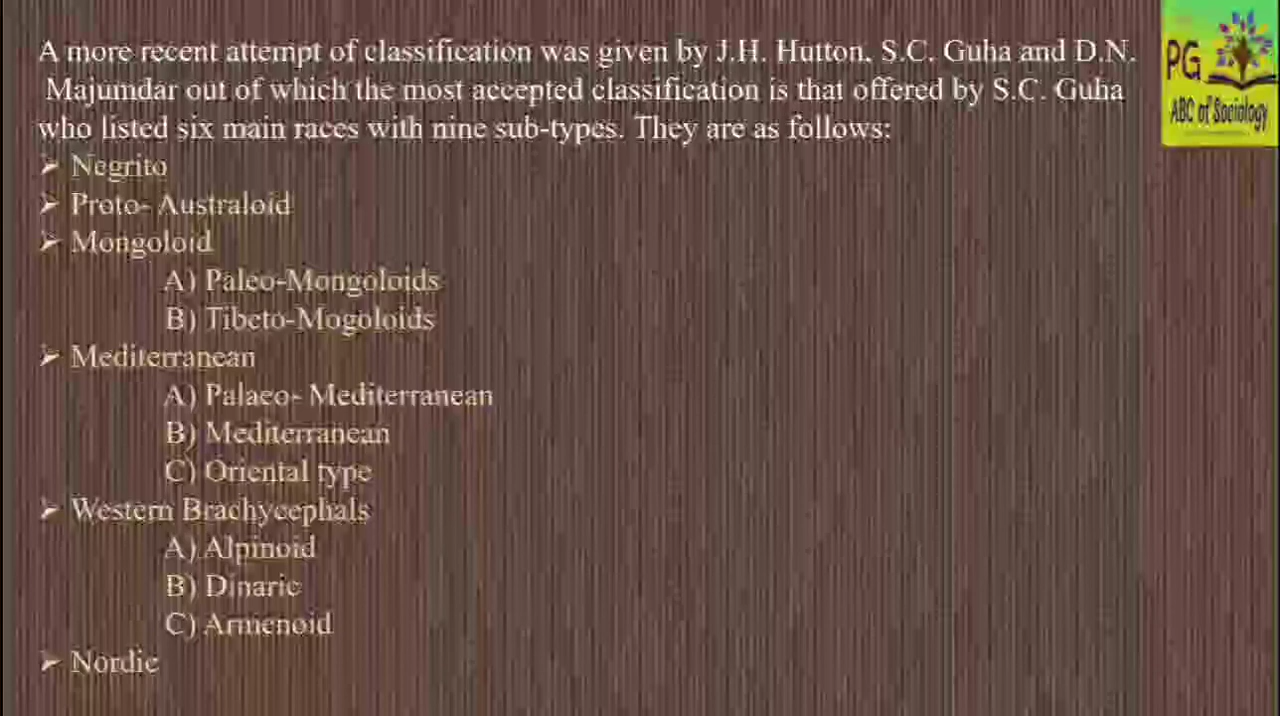 A more recent attempt of classification was given by J.H. Hutton, S.C. Guha and D.N.
Majumdar out of which the most accepted classification is that offered by S.C. Guha
who listed six main races with nine sub-types. They are as follows:
➢ Negrito
➢ Proto- Australoid
➢ Mongoloid
A) Paleo-Mongoloids
B) Tibeto-Mogoloids
➢ Mediterranean
A) Palaeo- Mediterranean
B) Mediterranean
C) Oriental type
➢ Western Brachycephals
A) Alpinoid
B) Dinaric
C) Armenoid
➢ Nordic
PG
ABC of Sociology